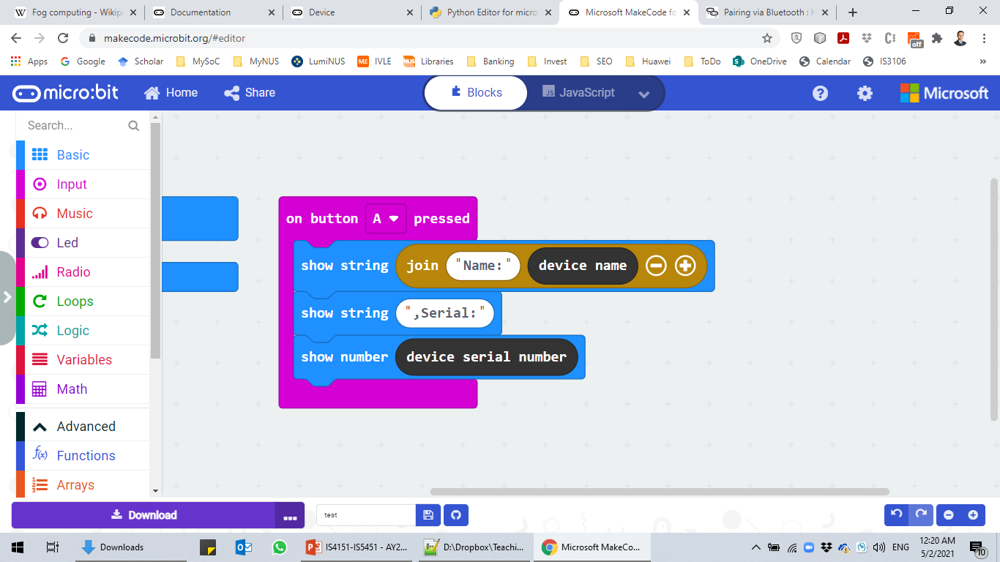 Fog computing - Wikip
Documentation
Device
Python Editor for micro
Microsoft MakeCode fo
Pairing via Bluetooth : H
makecode.microbit.org/#editor
off
Apps
Google
Scholar
MySoC
MyNUS
LumiNUS
IVLE
Libraries
Banking
Invest
SEO
Huawei
ToDo
OneDrive
Calendar
IS3106
micro:bit
Home
Share
Blocks
JavaScript
Microsoft
Search...
Basic
Input
Music
Led
Radio
Loops
Logic
Variables
Math
Advanced
Functions
Arrays
on button A pressed
show string join "Name:" device name
show string ",Serial:"
show number device serial number
Download
...
test
Downloads
IS4151-IS5451 - AY2...
D:\Dropbox\Teachi...
Microsoft MakeCo...
ENG
12:20 AM
5/2/2021
10